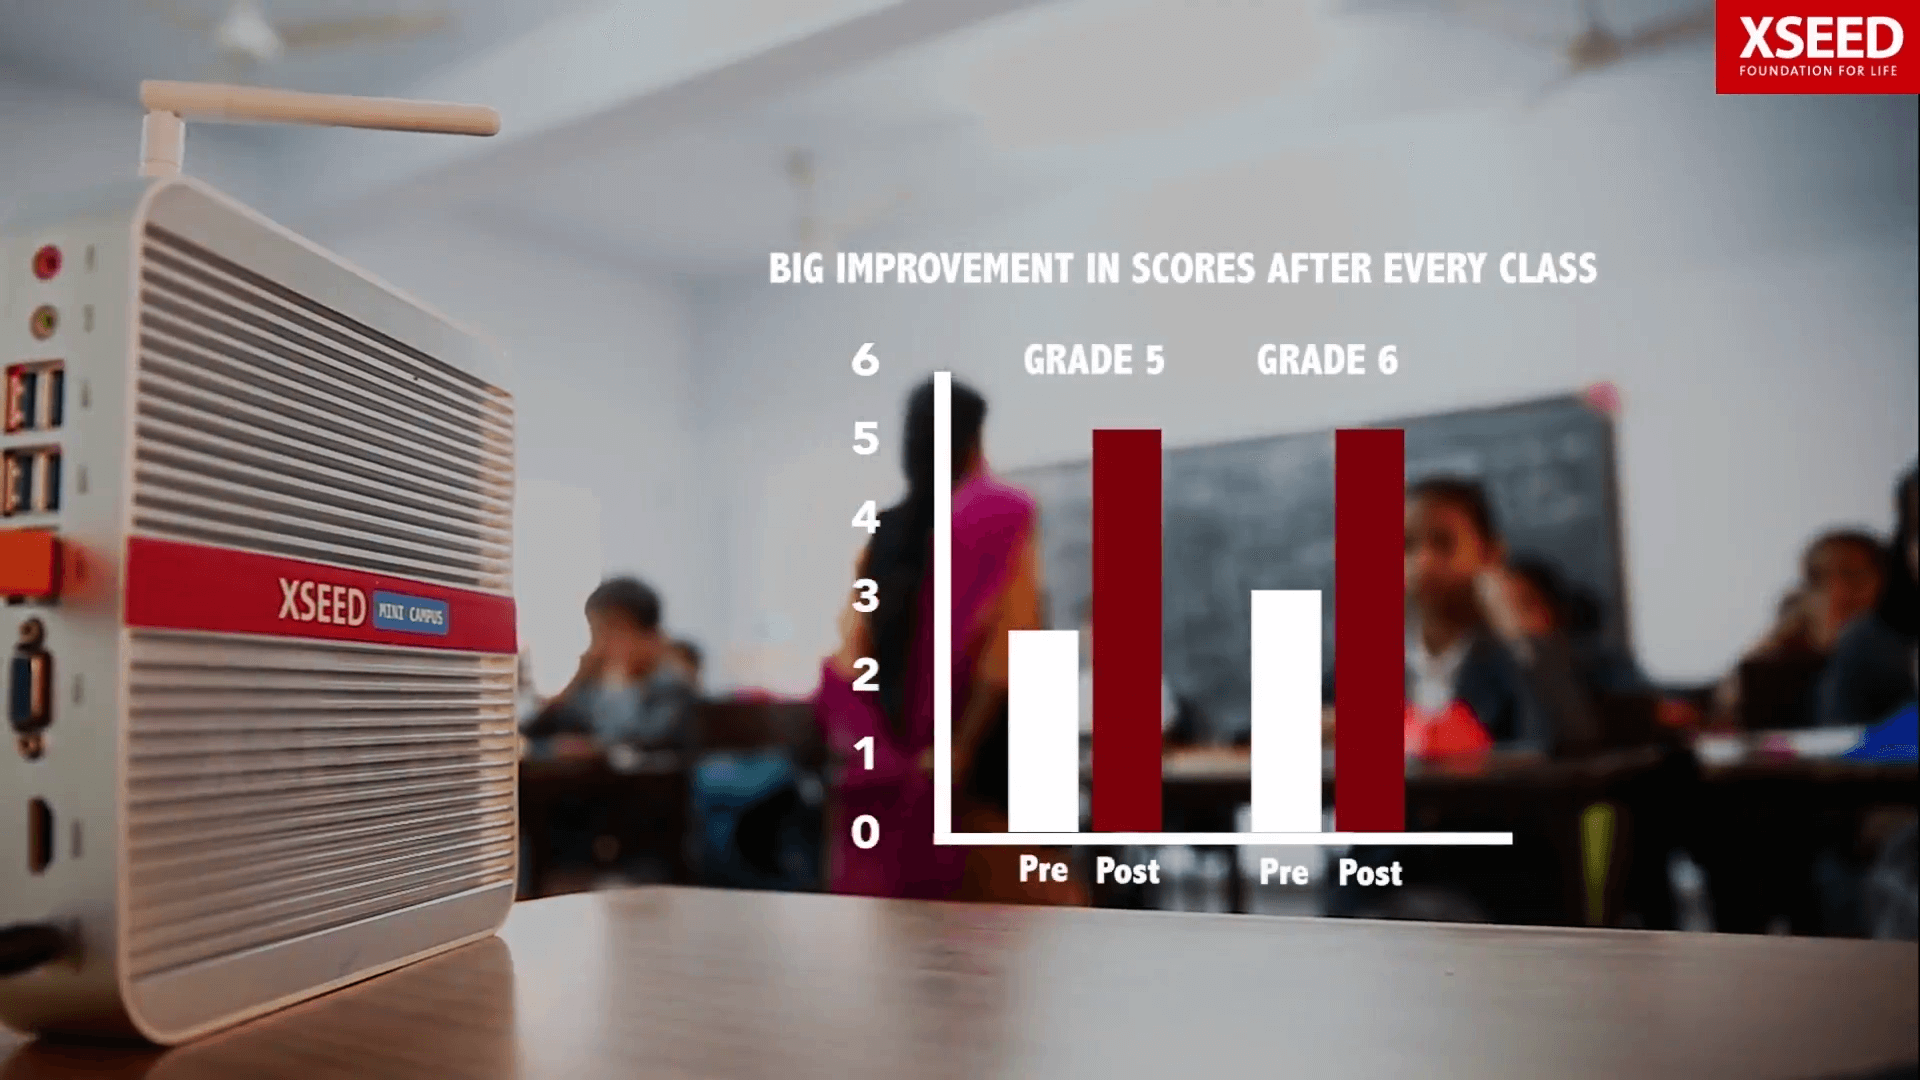 XSEED
FOUNDATION FOR LIFE
BIG IMPROVEMENT IN SCORES AFTER EVERY CLASS
6
GRADE 5 GRADE 6
5
4
3
2
1
0
Pre Post Pre Post
XSEED MINI CAMPUS